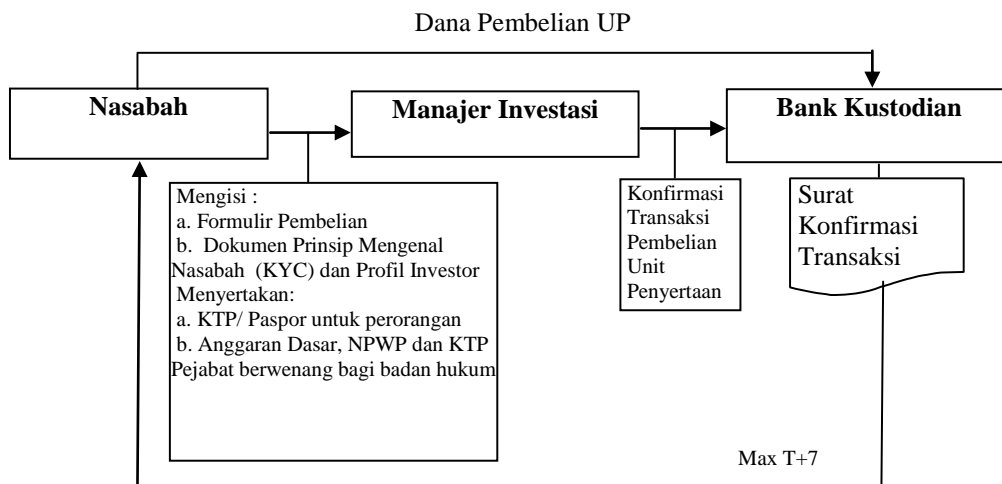 Dana Pembelian UP
Nasabah
Manajer Investasi
Bank Kustodian
Mengisi :
a. Formulir Pembelian
b. Dokumen Prinsip Mengenal
Nasabah (KYC) dan Profil Investor
Menyertakan:
a. KTP/ Paspor untuk perorangan
b. Anggaran Dasar, NPWP dan KTP
Pejabat berwenang bagi badan hukum
Konfirmasi
Transaksi
Pembelian
Unit
Penyertaan
Surat
Konfirmasi
Transaksi
Max T+7